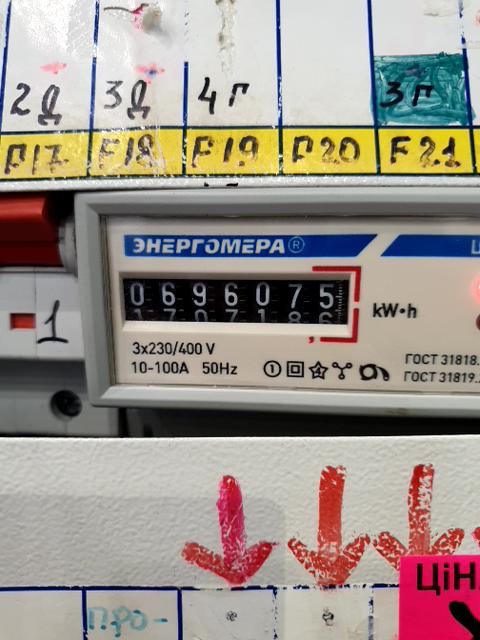 2Д 3Д 4Г 3Г
F17 F18 F19 F20 F21
ЭНЕРГОМЕРА®
0696075
kW•h
1
3x230/400 V
10-100A 50Hz
ГОСТ 31818.
ГОСТ 31819.
ЦІН
про-